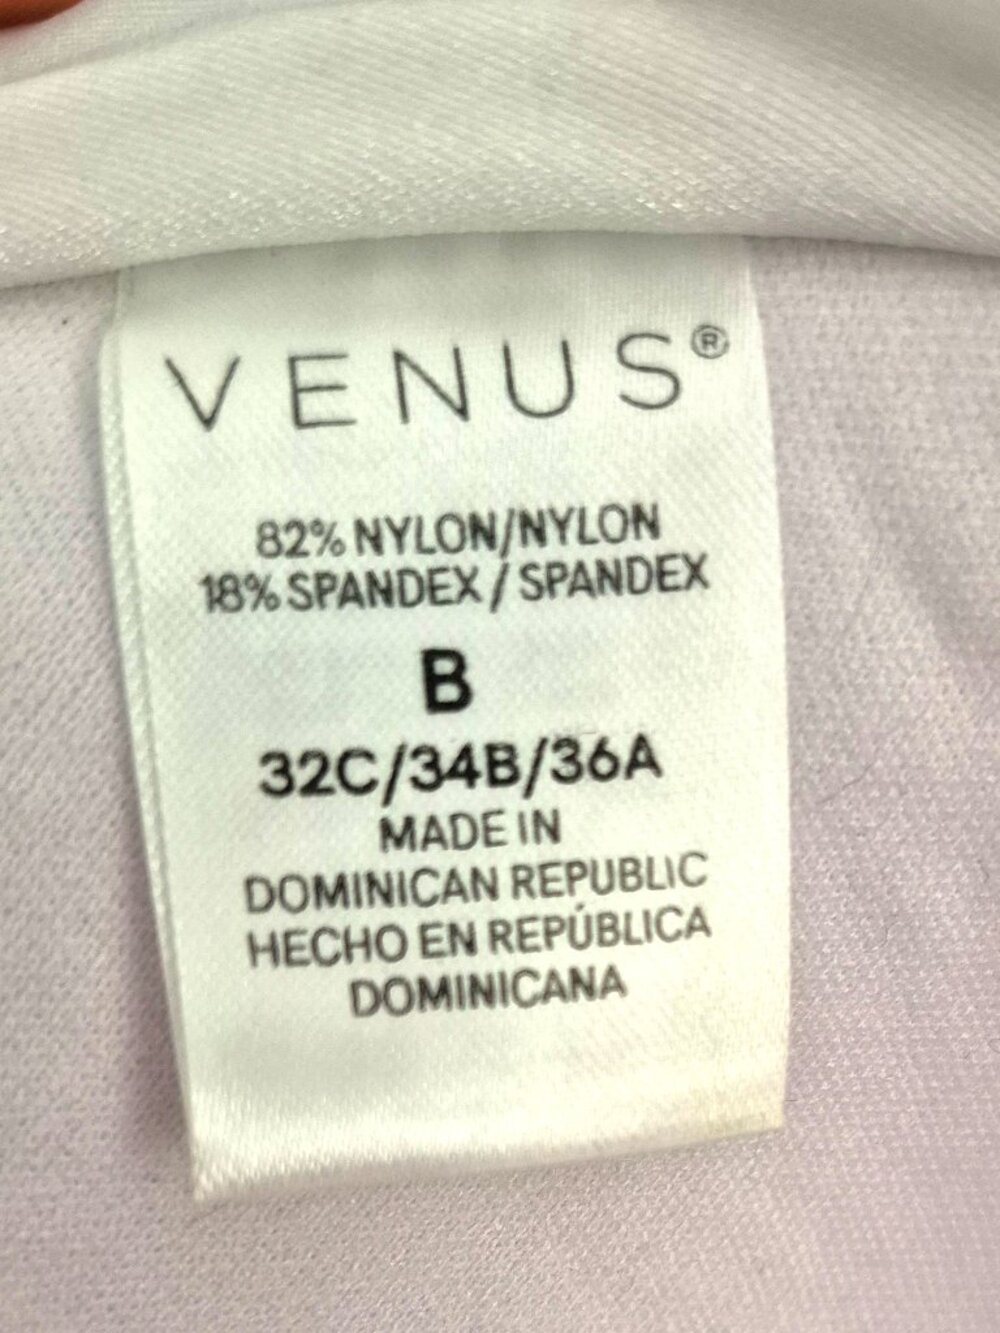 VENUS®
82% NYLON/NYLON
18% SPANDEX / SPANDEX
B
32C/34B/36A
MADE IN
DOMINICAN REPUBLIC
HECHO EN REPÚBLICA
DOMINICANA